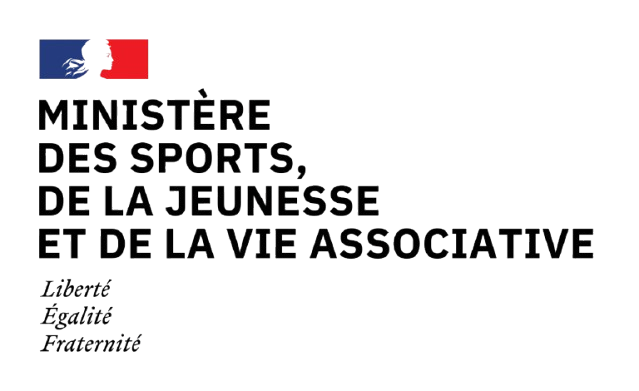 MINISTÈRE
DES SPORTS,
DE LA JEUNESSE
ET DE LA VIE ASSOCIATIVE
Liberté
Égalité
Fraternité